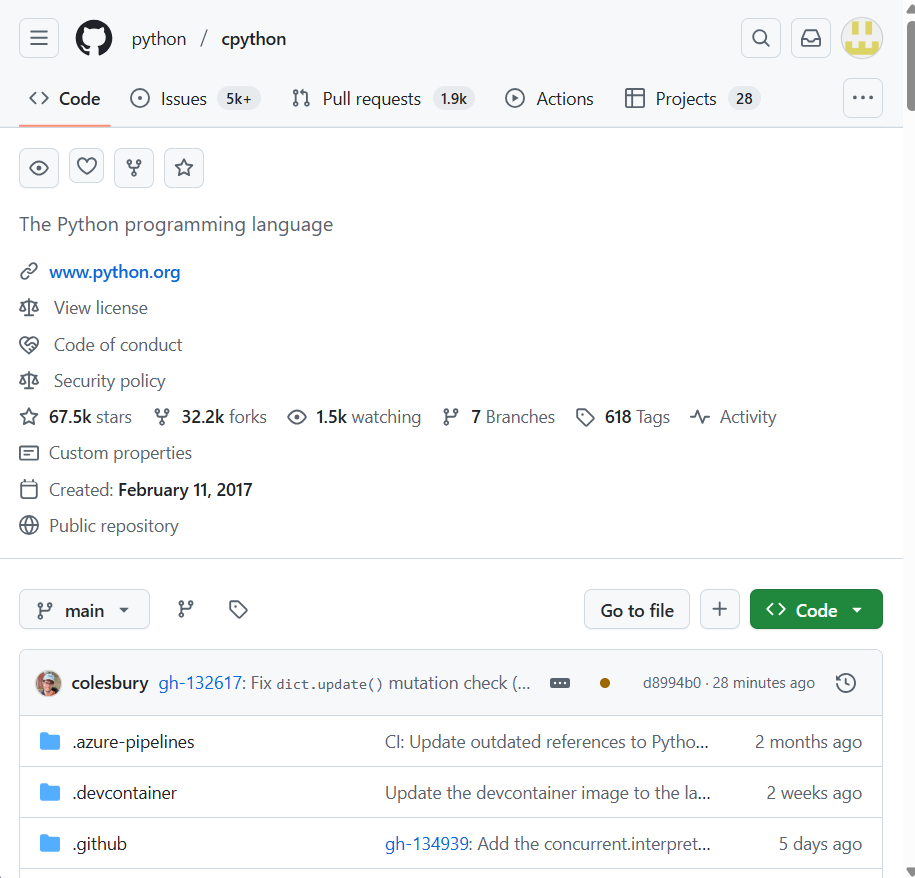 python / cpython
Code Issues 5k+ Pull requests 1.9k Actions Projects 28
The Python programming language
www.python.org
View license
Code of conduct
Security policy
67.5k stars 32.2k forks 1.5k watching 7 Branches 618 Tags Activity
Custom properties
Created: February 11, 2017
Public repository
main Go to file + Code
colesbury gh-132617: Fix dict.update() mutation check (... d8994b0 · 28 minutes ago
.azure-pipelines CI: Update outdated references to Pytho... 2 months ago
.devcontainer Update the devcontainer image to the la... 2 weeks ago
.github gh-134939: Add the concurrent.interpret... 5 days ago